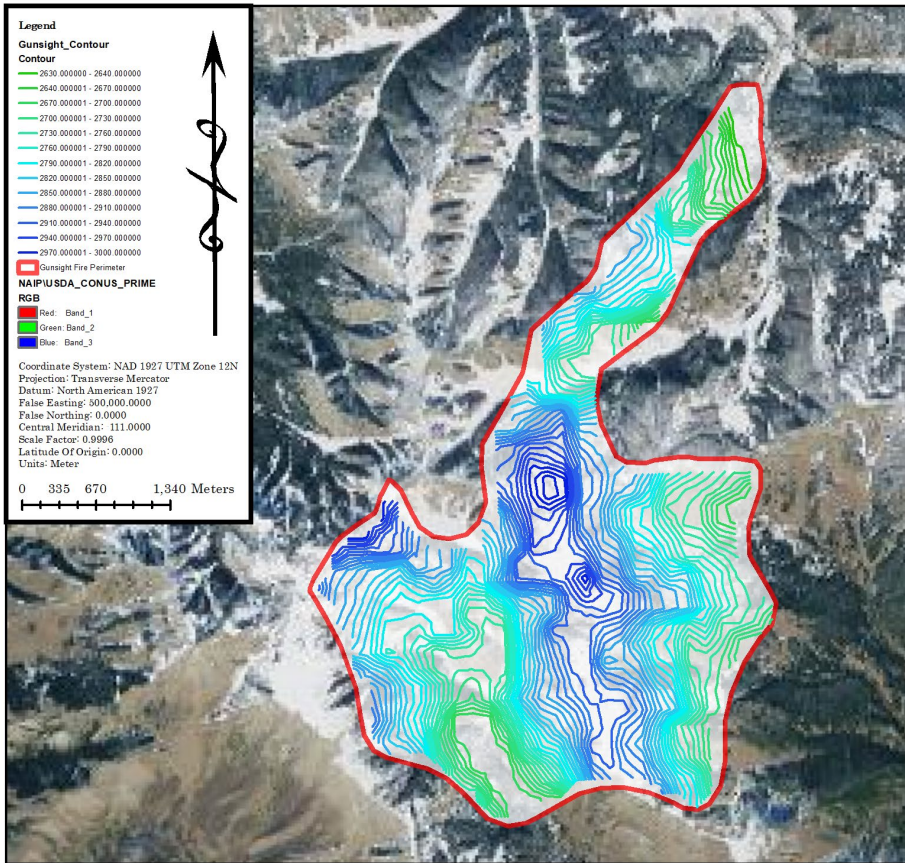 Legend
Gunsight_Contour
Contour
2630.000000 - 2640.000000
2640.000001 - 2670.000000
2670.000001 - 2700.000000
2700.000001 - 2730.000000
2730.000001 - 2760.000000
2760.000001 - 2790.000000
2790.000001 - 2820.000000
2820.000001 - 2850.000000
2850.000001 - 2880.000000
2880.000001 - 2910.000000
2910.000001 - 2940.000000
2940.000001 - 2970.000000
2970.000001 - 3000.000000
Gunsight Fire Perimeter
NAIP\USDA_CONUS_PRIME
RGB
Red: Band_1
Green: Band_2
Blue: Band_3
Coordinate System: NAD 1927 UTM Zone 12N
Projection: Transverse Mercator
Datum: North American 1927
False Easting: 500,000.0000
False Northing: 0.0000
Central Meridian: 111.0000
Scale Factor: 0.9996
Latitude Of Origin: 0.0000
Units: Meter
0 335 670 1,340 Meters